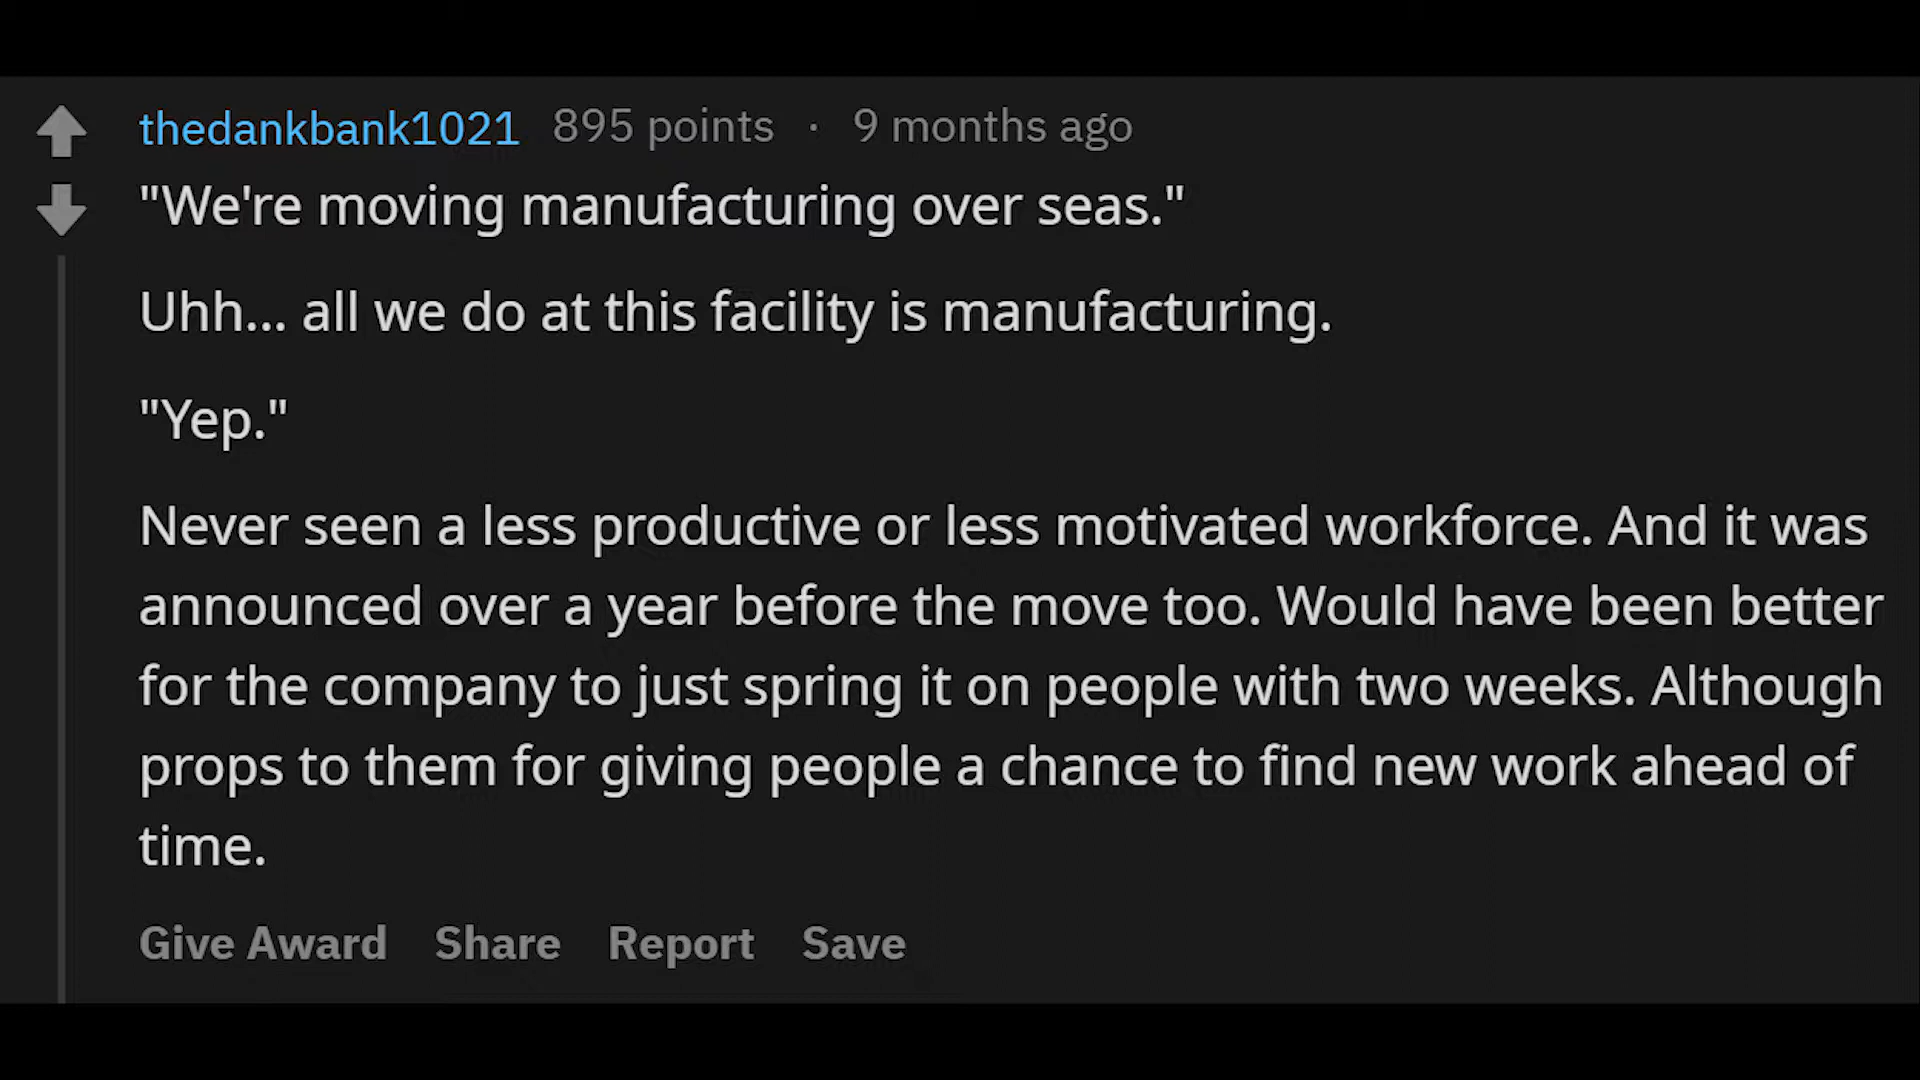 thedankbank1021 895 points · 9 months ago
"We're moving manufacturing over seas."
Uhh... all we do at this facility is manufacturing.
"Yep."
Never seen a less productive or less motivated workforce. And it was
announced over a year before the move too. Would have been better
for the company to just spring it on people with two weeks. Although
props to them for giving people a chance to find new work ahead of
time.
Give Award Share Report Save